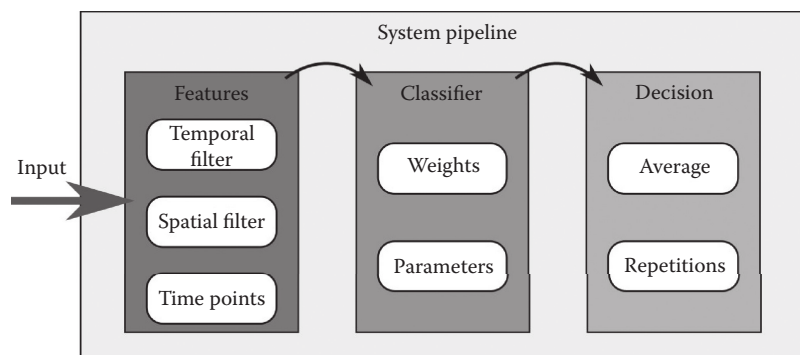 System pipeline
Input
Features
Temporal
filter
Spatial filter
Time points
Classifier
Weights
Parameters
Decision
Average
Repetitions